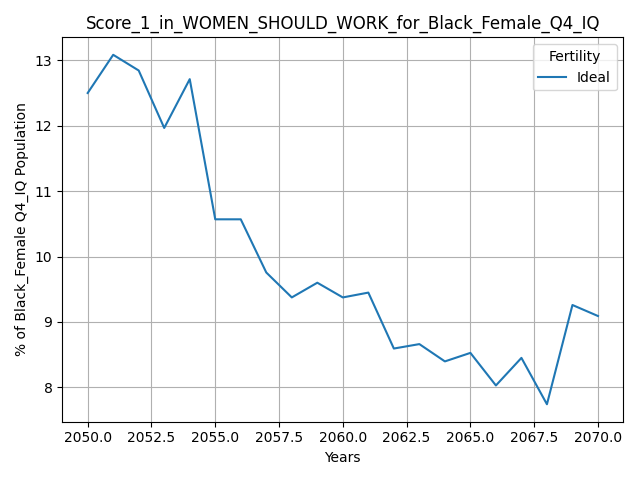 Score_1_in_WOMEN_SHOULD_WORK_for_Black_Female_Q4_IQ
Fertility
Ideal
% of Black_Female Q4_IQ Population
13
12
11
10
9
8
2050.0 2052.5 2055.0 2057.5 2060.0 2062.5 2065.0 2067.5 2070.0
Years